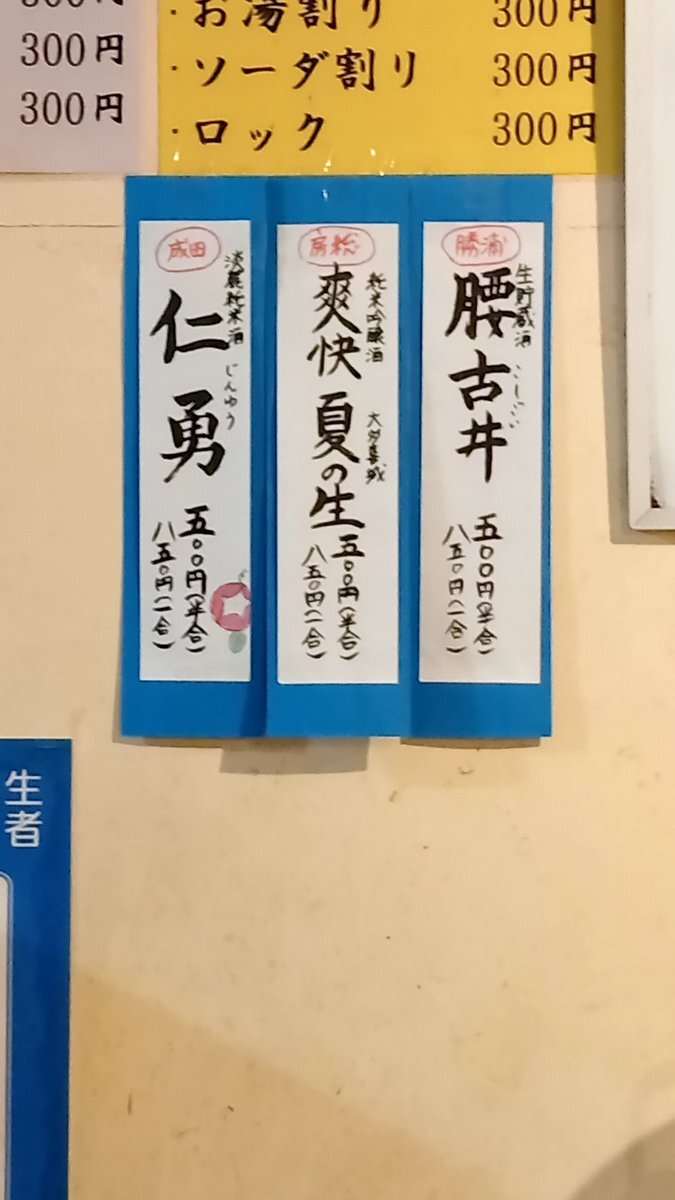 300円
300円
・お湯割り 300円
・ソーダ割り 300円
・ロック 300円
勝浦
生貯蔵酒
腰古井
こしごい
五〇〇円(半合)
八五〇円(一合)
房総
純米吟醸酒
爽快
夏の生
大多喜城
五〇〇円(半合)
八五〇円(一合)
成田
淡麗純米酒
仁勇
じんゆう
五〇〇円(半合)
八五〇円(一合)
生者